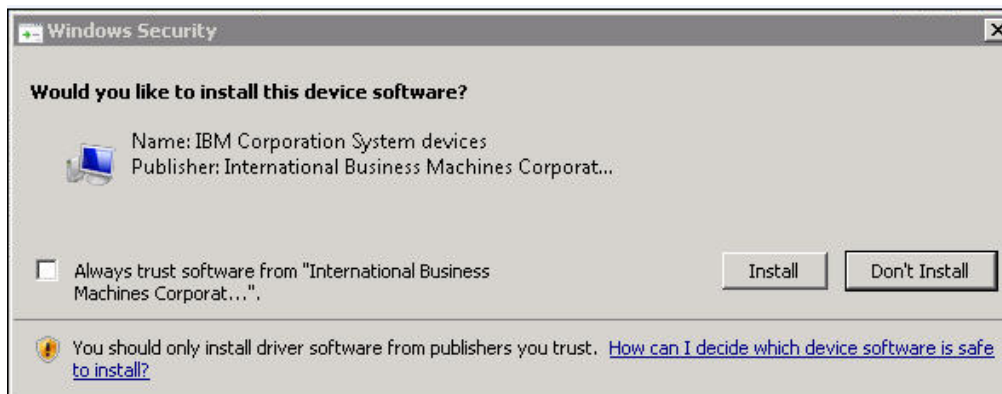 Windows Security
Would you like to install this device software?
Name: IBM Corporation System devices
Publisher: International Business Machines Corporat...
Always trust software from "International Business
Machines Corporat...".
Install
Don't Install
You should only install driver software from publishers you trust. How can I decide which device software is safe
to install?